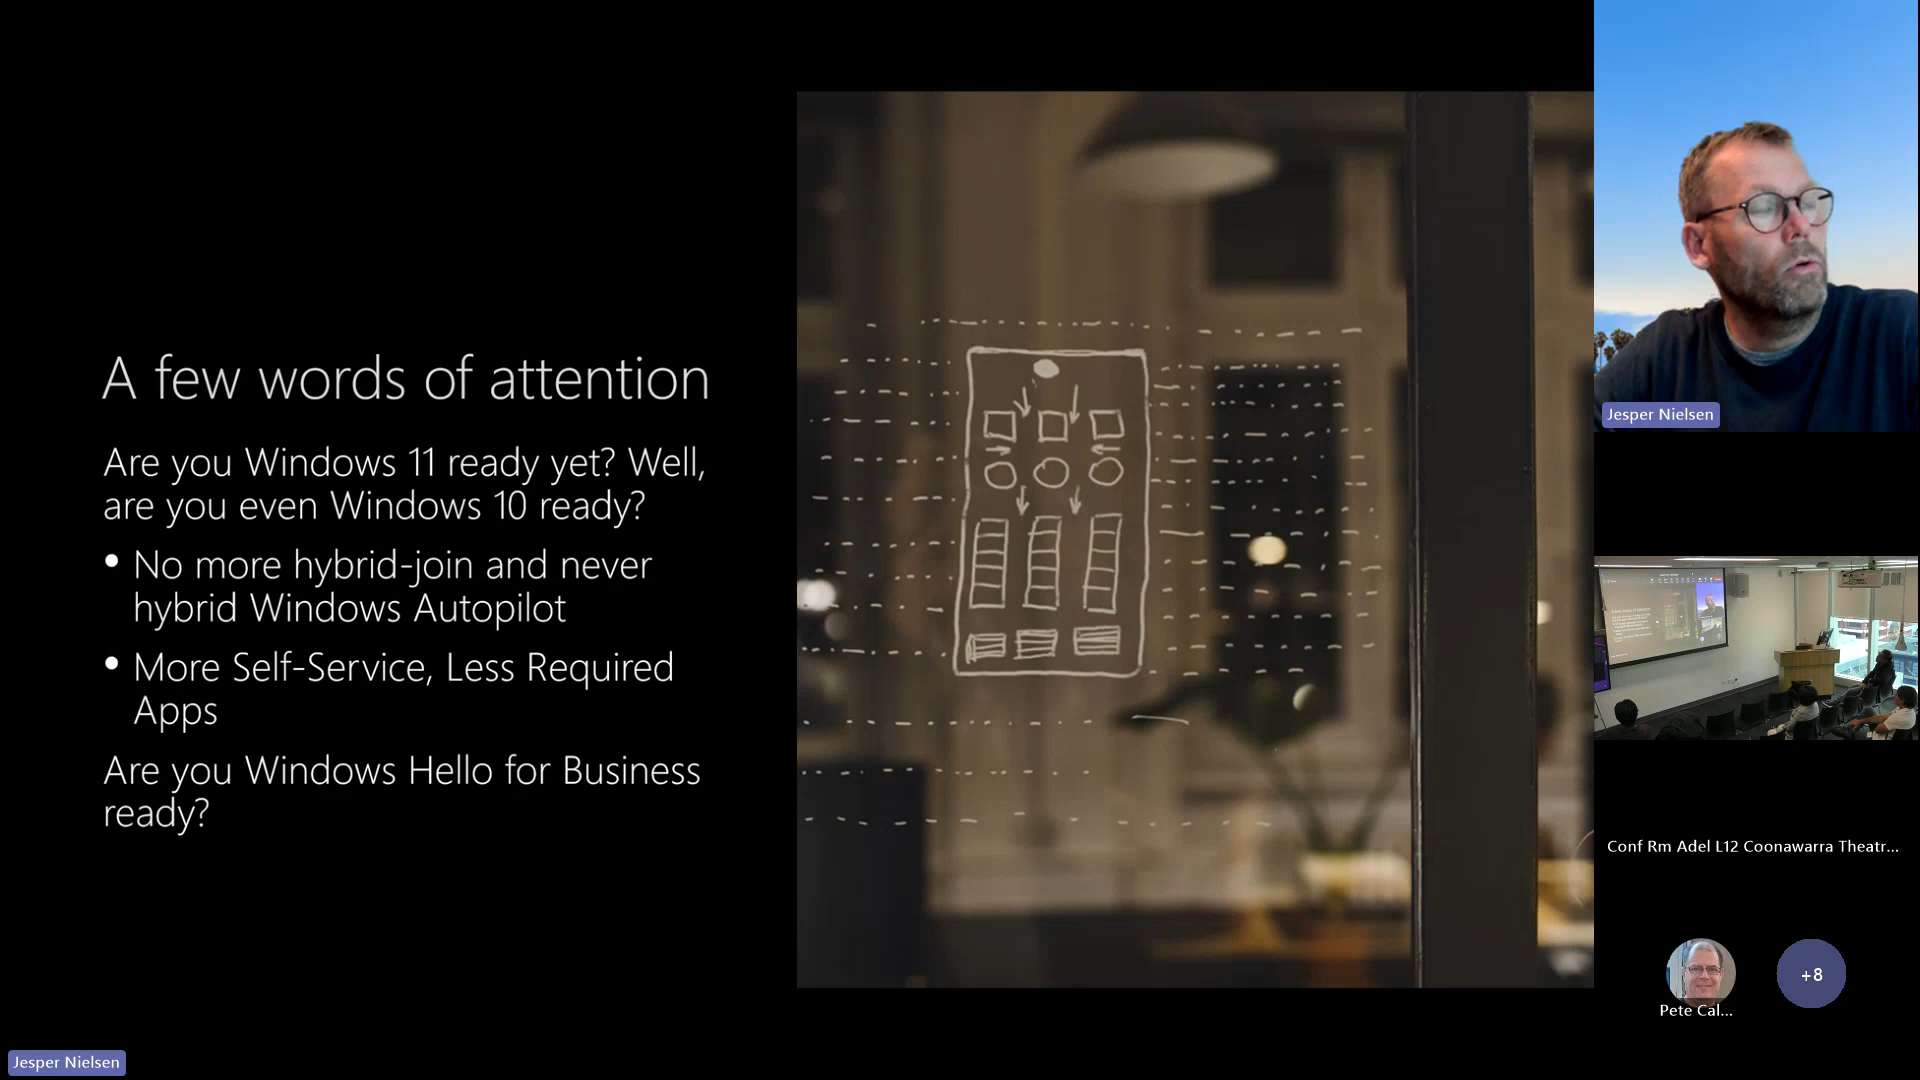 A few words of attention
Are you Windows 11 ready yet? Well,
are you even Windows 10 ready?
• No more hybrid-join and never
hybrid Windows Autopilot
• More Self-Service, Less Required
Apps
Are you Windows Hello for Business
ready?
Jesper Nielsen
Jesper Nielsen
Conf Rm Adel L12 Coonawarra Theatr...
Pete Cal...
+8